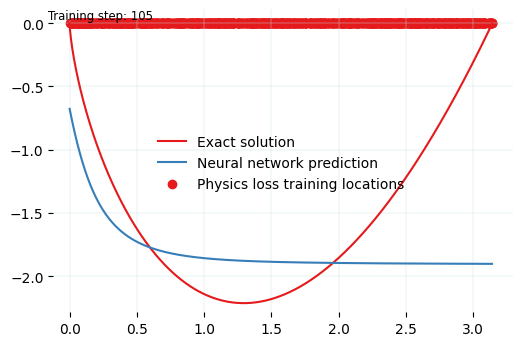 Training step: 105
0.0
−0.5
−1.0
−1.5
−2.0
Exact solution
Neural network prediction
Physics loss training locations
0.0 0.5 1.0 1.5 2.0 2.5 3.0